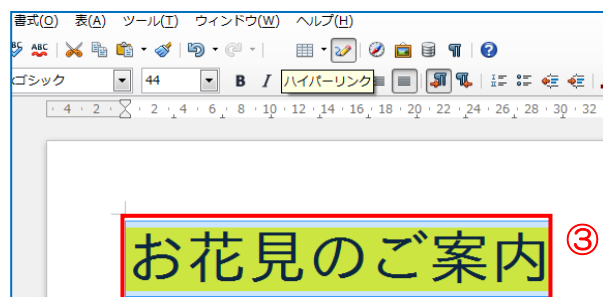 書式(O) 表(A) ツール(T) ウィンドウ(W) ヘルプ(H)
ABC
ゴシック 44 B I ハイパーリンク
4 2 2 4 6 8 10 12 14 16 18 20 22 24 26 28 30 32
お花見のご案内 ③